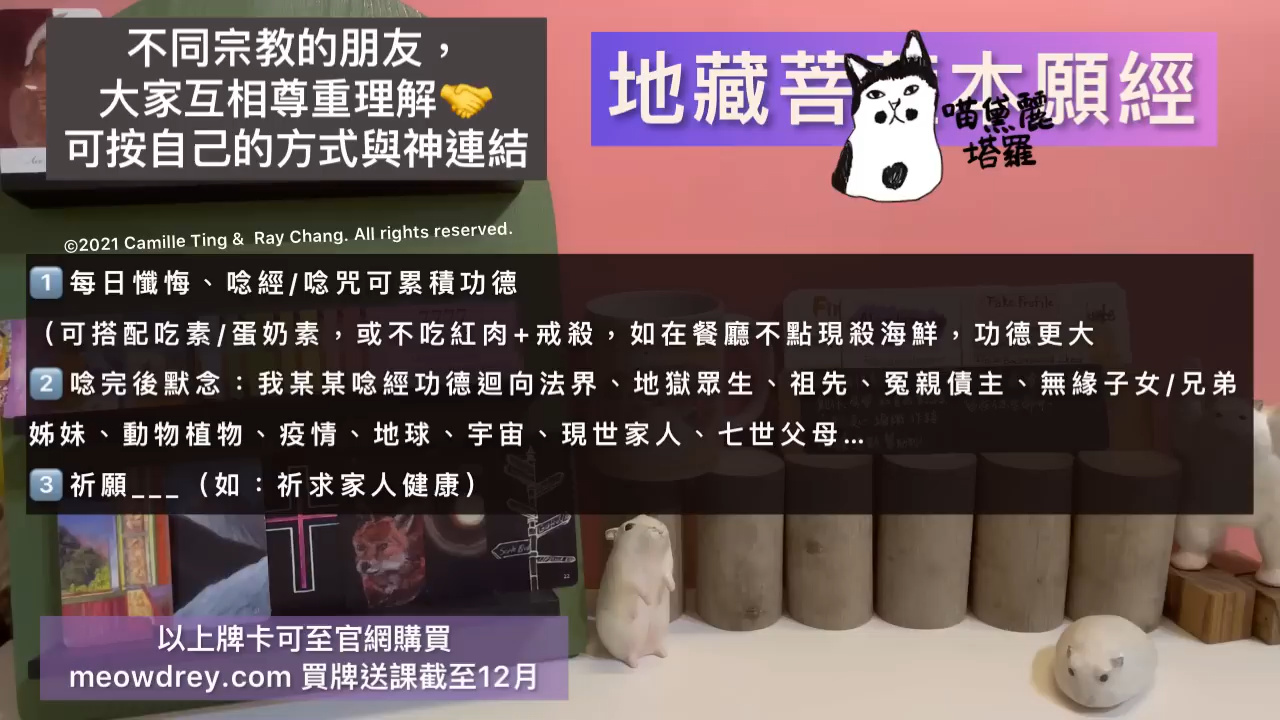 不同宗教的朋友，
大家互相尊重理解🤝
可按自己的方式與神連結
地藏菩薩本願經
喵黛麗
塔羅
©2021 Camille Ting & Ray Chang. All rights reserved.
1️⃣ 每日懺悔、唸經/唸咒可累積功德
（可搭配吃素/蛋奶素，或不吃紅肉+戒殺，如在餐廳不點現殺海鮮，功德更大
2️⃣ 唸完後默念：我某某唸經功德迴向法界、地獄眾生、祖先、冤親債主、無緣子女/兄弟
姊妹、動物植物、疫情、地球、宇宙、現世家人、七世父母...
3️⃣ 祈願___（如：祈求家人健康）
Fake Profile
以上牌卡可至官網購買
meowdrey.com 買牌送課截至12月